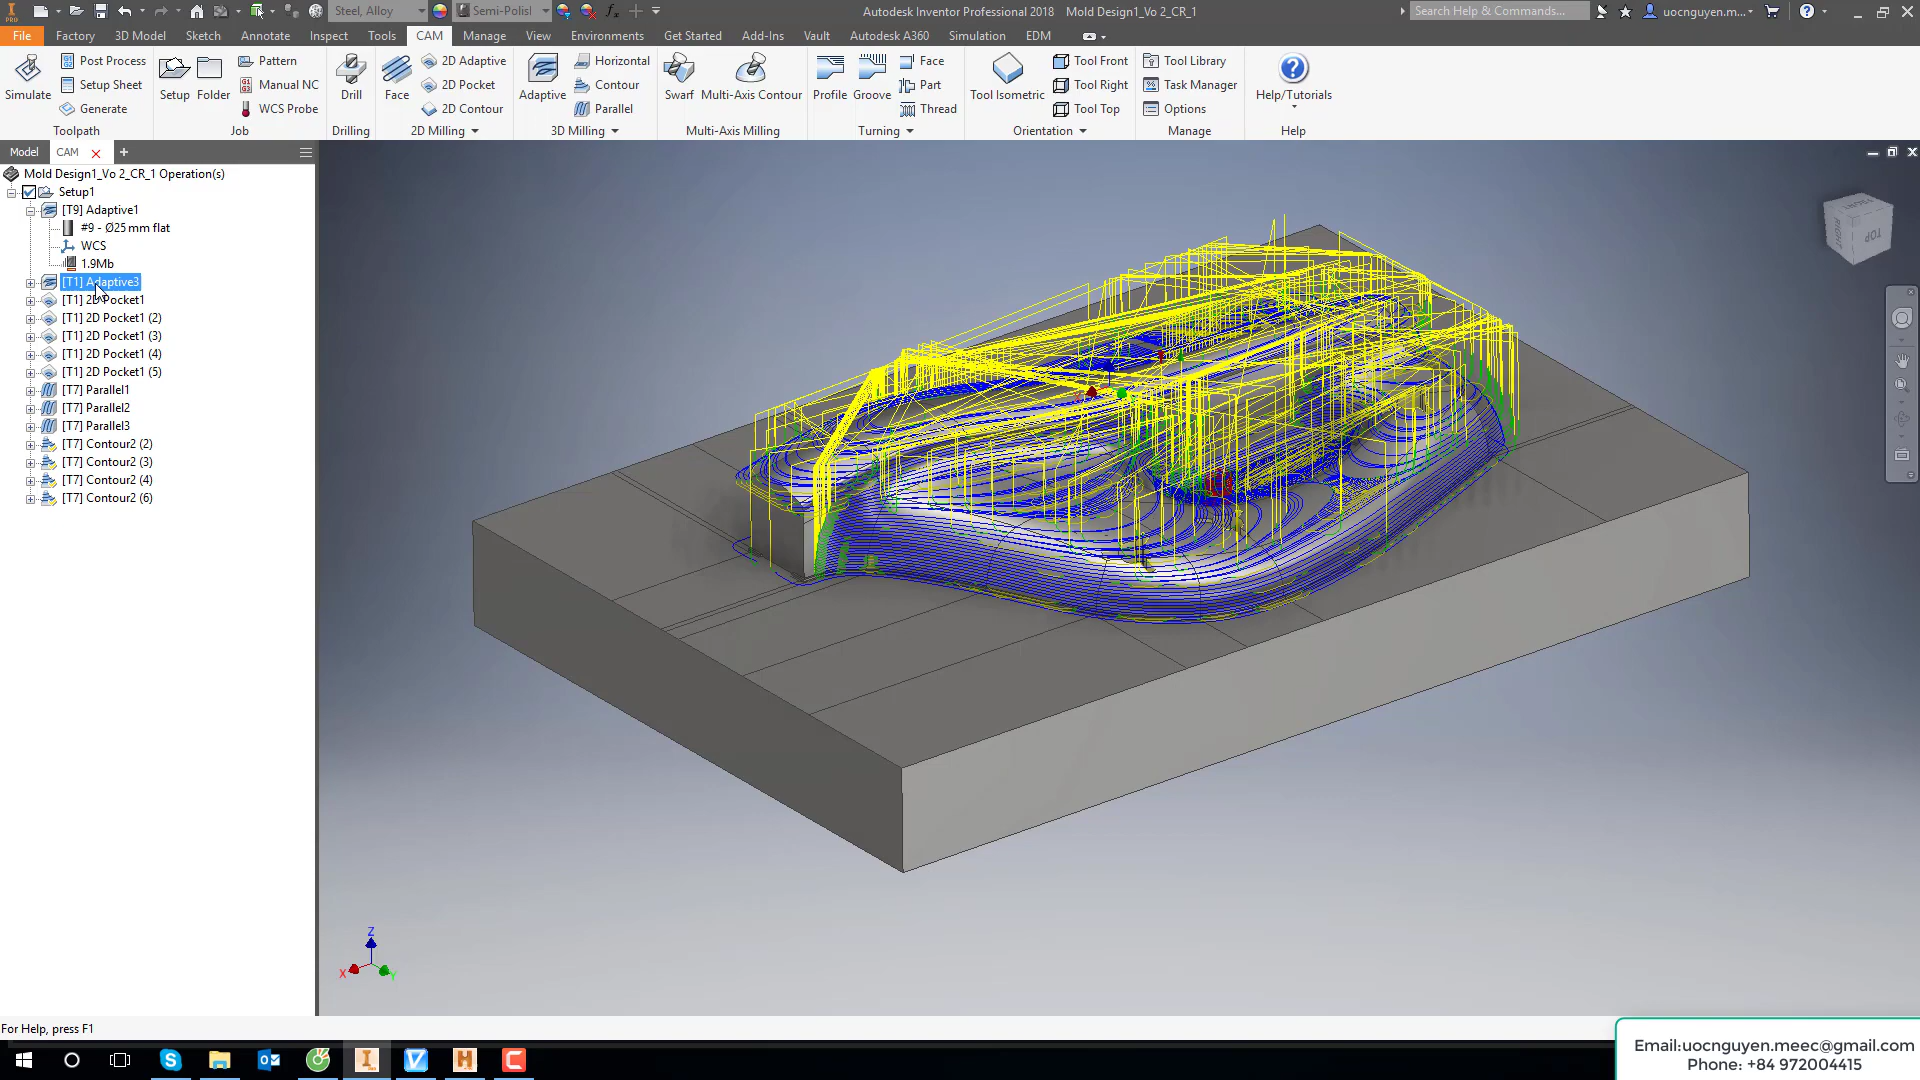 Steel, Alloy
Semi-Polisl
Autodesk Inventor Professional 2018 Mold Design1_Vo 2_CR_1
Search Help & Commands...
uocnguyen.m...
PRO
File Factory 3D Model Sketch Annotate Inspect Tools CAM Manage View Environments Get Started Add-Ins Vault Autodesk A360 Simulation EDM
Post Process
Setup Sheet
Generate
Simulate
Toolpath
Pattern
Manual NC
WCS Probe
Setup Folder
Job
Drill
Drilling
2D Adaptive
2D Pocket
2D Contour
Face
2D Milling
Horizontal
Contour
Parallel
Adaptive
3D Milling
Swarf Multi-Axis Contour
Multi-Axis Milling
Face
Part
Thread
Profile Groove
Turning
Tool Front
Tool Right
Tool Top
Tool Isometric
Orientation
Tool Library
Task Manager
Options
Manage
Help/Tutorials
Help
Model CAM
Mold Design1_Vo 2_CR_1 Operation(s)
Setup1
[T9] Adaptive1
#9 - Ø25 mm flat
WCS
1.9Mb
[T1] Adaptive3
[T1] 2D Pocket1
[T1] 2D Pocket1 (2)
[T1] 2D Pocket1 (3)
[T1] 2D Pocket1 (4)
[T1] 2D Pocket1 (5)
[T7] Parallel1
[T7] Parallel2
[T7] Parallel3
[T7] Contour2 (2)
[T7] Contour2 (3)
[T7] Contour2 (4)
[T7] Contour2 (6)
RIGHT
TOP
Z
X
Y
For Help, press F1
Email:uocnguyen.meec@gmail.com
Phone: +84 972004415